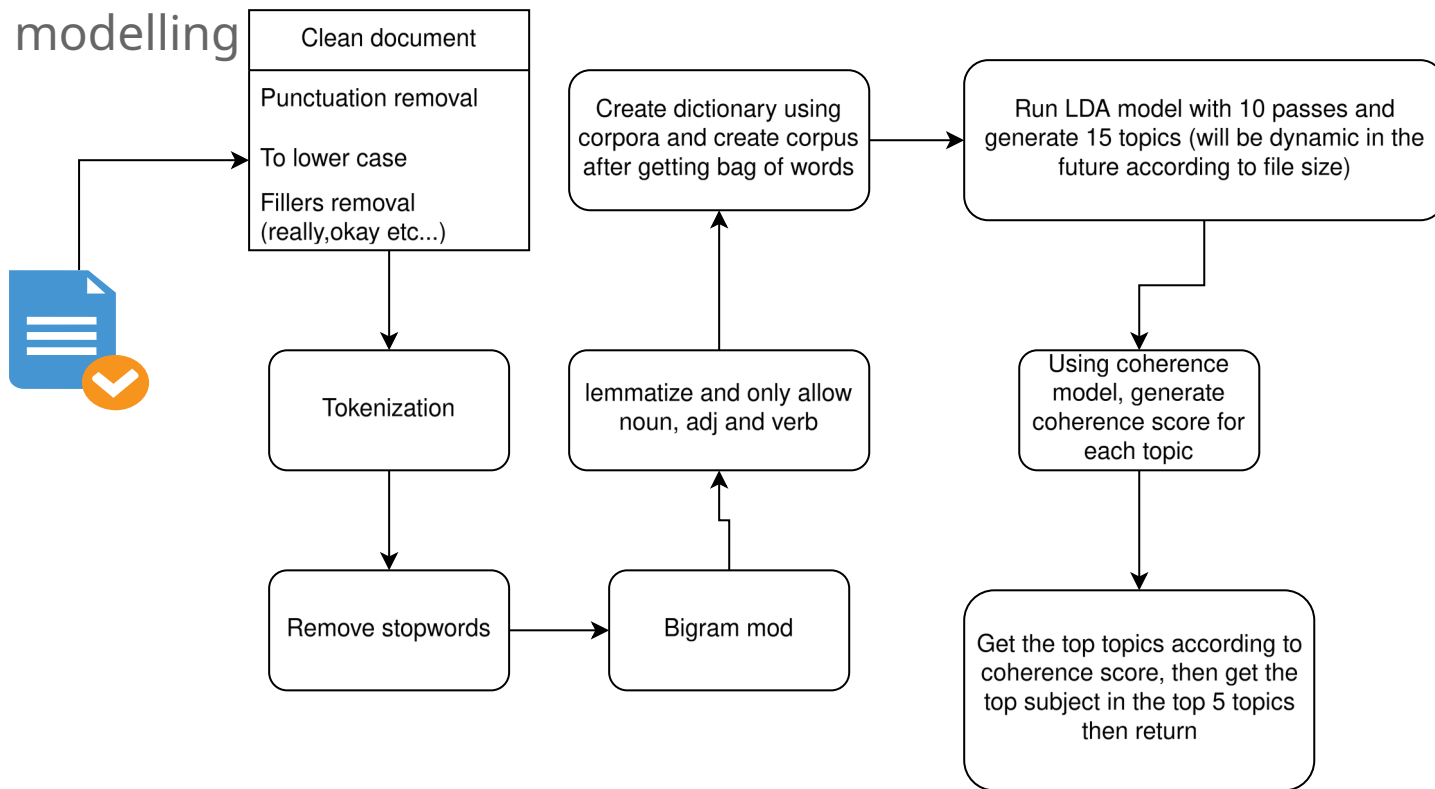 modelling
Clean document
Punctuation removal
To lower case
Fillers removal
(really,okay etc...)
Tokenization
Remove stopwords
Bigram mod
lemmatize and only allow
noun, adj and verb
Create dictionary using
corpora and create corpus
after getting bag of words
Run LDA model with 10 passes and
generate 15 topics (will be dynamic in the
future according to file size)
Using coherence
model, generate
coherence score for
each topic
Get the top topics according to
coherence score, then get the
top subject in the top 5 topics
then return